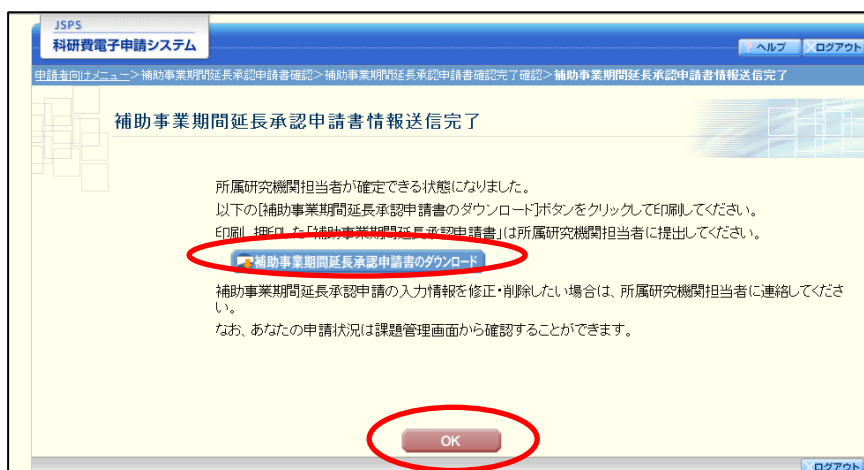 JSPS
科研費電子申請システム
? ヘルプ
×ログアウト
申請者向けメニュー>補助事業期間延長承認申請書確認>補助事業期間延長承認申請書確認完了確認>補助事業期間延長承認申請書情報送信完了
補助事業期間延長承認申請書情報送信完了
所属研究機関担当者が確定できる状態になりました。
以下の[補助事業期間延長承認申請書のダウンロード]ボタンをクリックして印刷してください。
印刷、押印した「補助事業期間延長承認申請書」は所属研究機関担当者に提出してください。
補助事業期間延長承認申請書のダウンロード
補助事業期間延長承認申請の入力情報を修正・削除したい場合は、所属研究機関担当者に連絡してくださ
い。
なお、あなたの申請状況は課題管理画面から確認することができます。
OK
×ログアウト